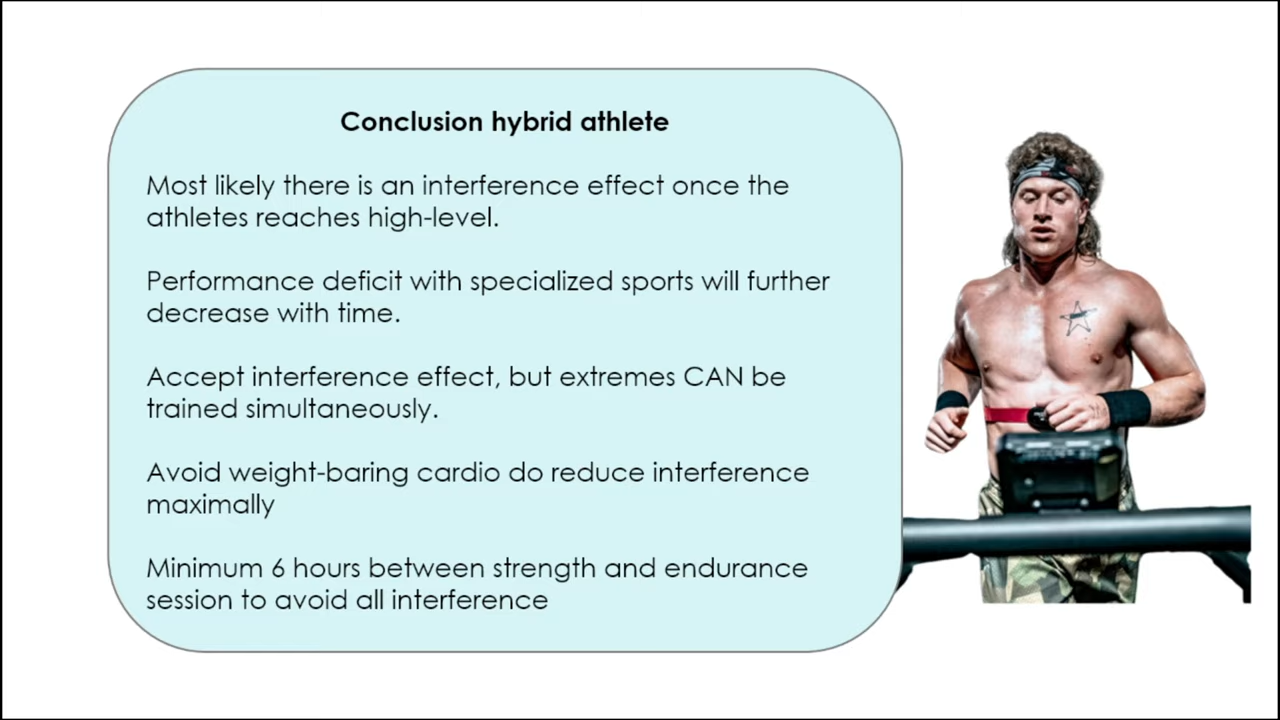 Conclusion hybrid athlete
Most likely there is an interference effect once the
athletes reaches high-level.
Performance deficit with specialized sports will further
decrease with time.
Accept interference effect, but extremes CAN be
trained simultaneously.
Avoid weight-baring cardio do reduce interference
maximally
Minimum 6 hours between strength and endurance
session to avoid all interference